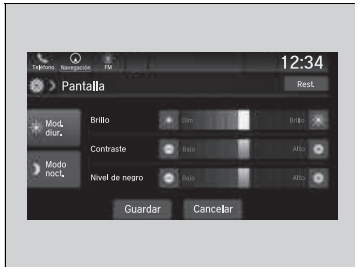 12:34
Teléfono Navegación FM
Pantalla Rest.
Mod. diur.
Brillo Dim Brillo
Contraste Bajo Alto
Modo noct.
Nivel de negro Bajo Alto
Guardar Cancelar